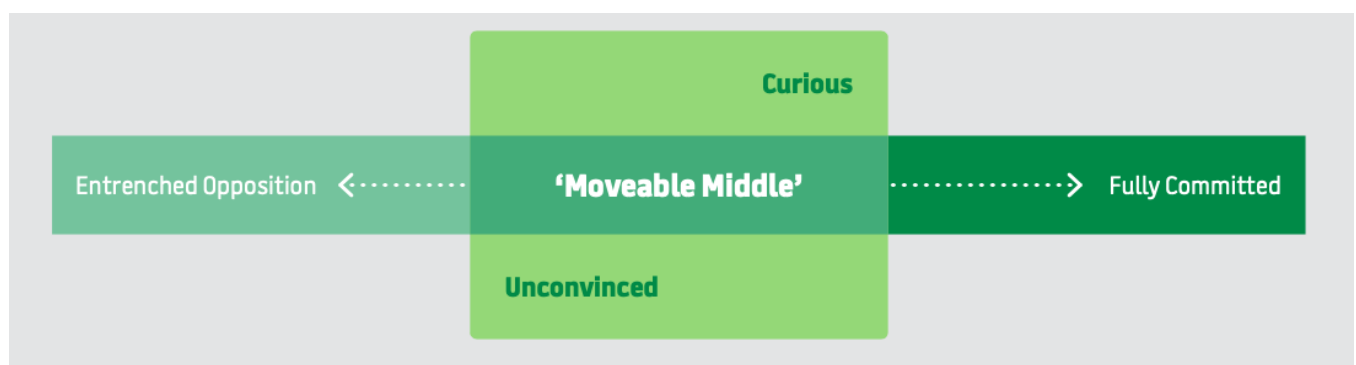 Curious
Entrenched Opposition
‘Moveable Middle’
Fully Committed
Unconvinced